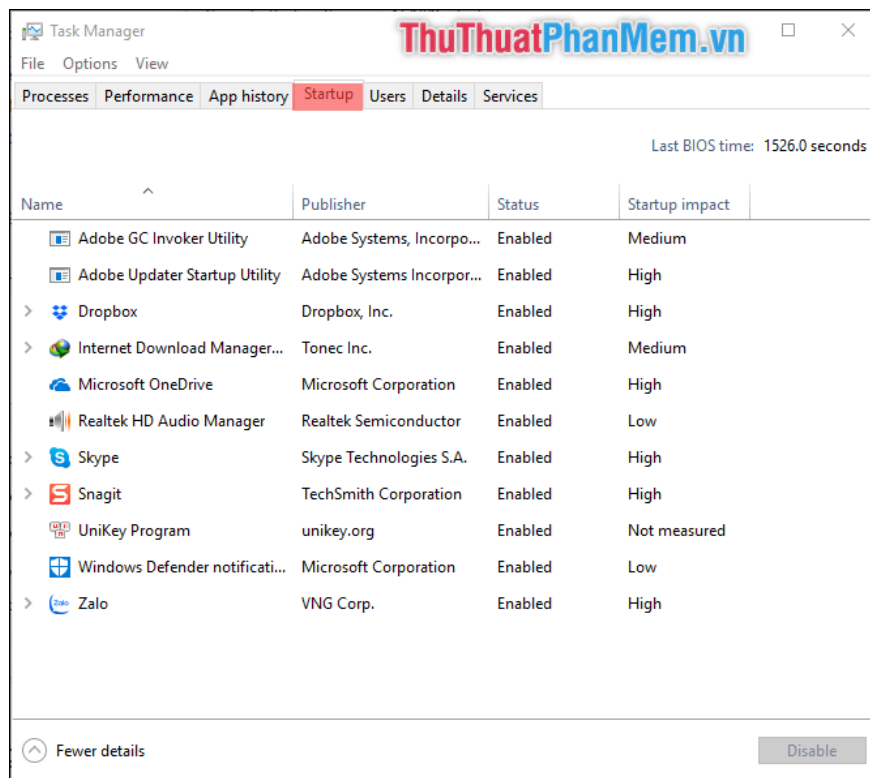 Task Manager
ThuThuatPhanMem.vn
File Options View
Processes Performance App history Startup Users Details Services
Last BIOS time: 1526.0 seconds
Name Publisher Status Startup impact
Adobe GC Invoker Utility Adobe Systems, Incorpo... Enabled Medium
Adobe Updater Startup Utility Adobe Systems Incorpor... Enabled High
Dropbox Dropbox, Inc. Enabled High
Internet Download Manager... Tonec Inc. Enabled Medium
Microsoft OneDrive Microsoft Corporation Enabled High
Realtek HD Audio Manager Realtek Semiconductor Enabled Low
Skype Skype Technologies S.A. Enabled High
Snagit TechSmith Corporation Enabled High
UniKey Program unikey.org Enabled Not measured
Windows Defender notificati... Microsoft Corporation Enabled Low
Zalo Zalo VNG Corp. Enabled High
Fewer details Disable